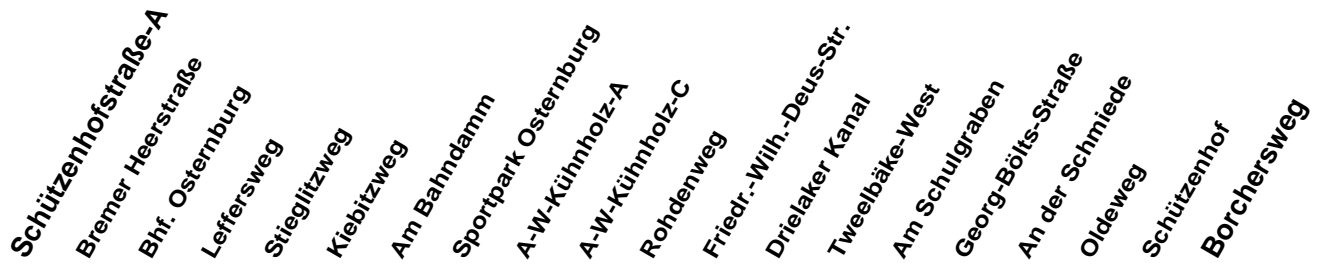 Schützenhofstraße-A
Bremer Heerstraße
Bhf. Osternburg
Leffersweg
Stieglitzweg
Kiebitzweg
Am Bahndamm
Sportpark Osternburg
A-W-Kühnholz-A
A-W-Kühnholz-C
Rohdenweg
Friedr.-Wilh.-Deus-Str.
Drielaker Kanal
Tweelbäke-West
Am Schulgraben
Georg-Bölts-Straße
An der Schmiede
Oldeweg
Schützenhof
Borchersweg